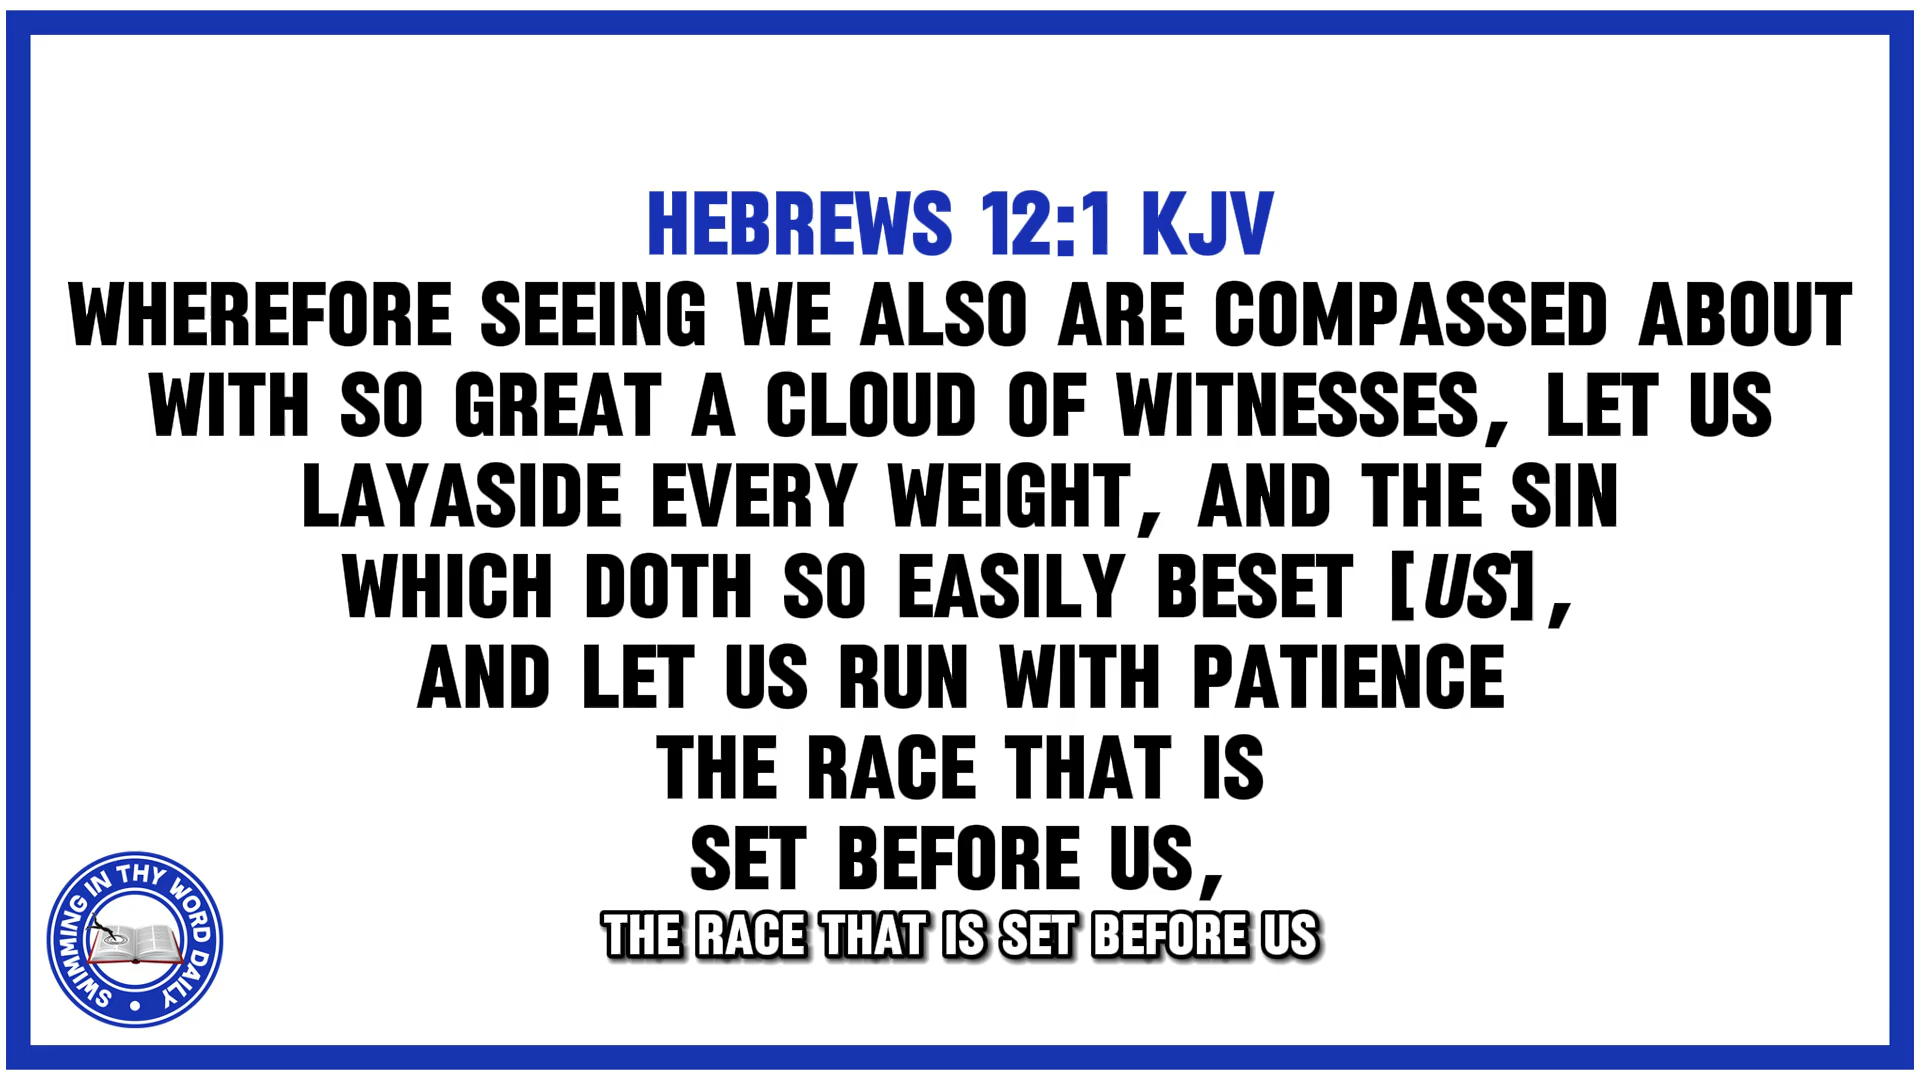 HEBREWS 12:1 KJV
WHEREFORE SEEING WE ALSO ARE COMPASSED ABOUT
WITH SO GREAT A CLOUD OF WITNESSES, LET US
LAYASIDE EVERY WEIGHT, AND THE SIN
WHICH DOTH SO EASILY BESET [US],
AND LET US RUN WITH PATIENCE
THE RACE THAT IS
SET BEFORE US,
THE RACE THAT IS SET BEFORE US
SWIMMING IN THY WORD DAILY